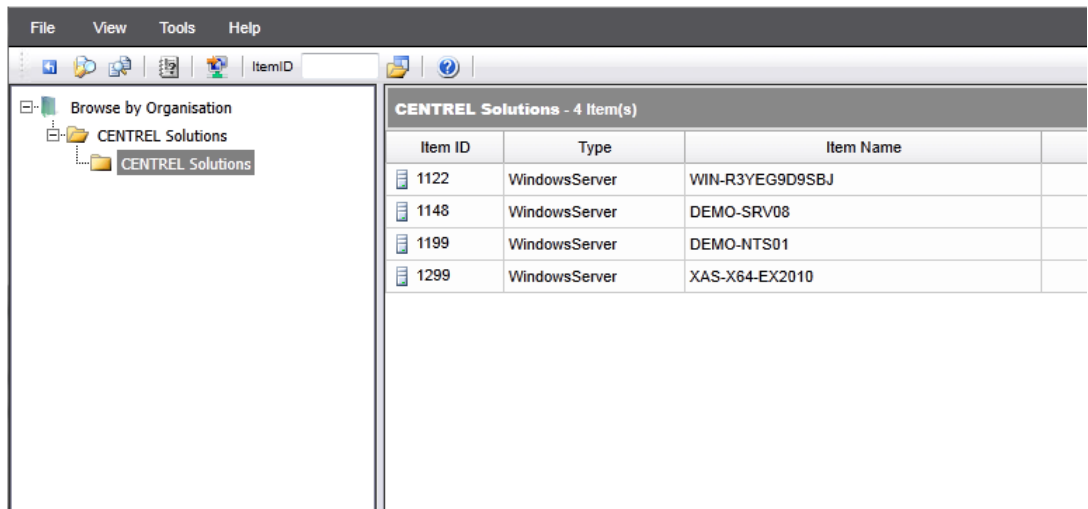 File View Tools Help
ItemID
Browse by Organisation
CENTREL Solutions
CENTREL Solutions
CENTREL Solutions - 4 Item(s)
Item ID Type Item Name
1122 WindowsServer WIN-R3YEG9D9SBJ
1148 WindowsServer DEMO-SRV08
1199 WindowsServer DEMO-NTS01
1299 WindowsServer XAS-X64-EX2010